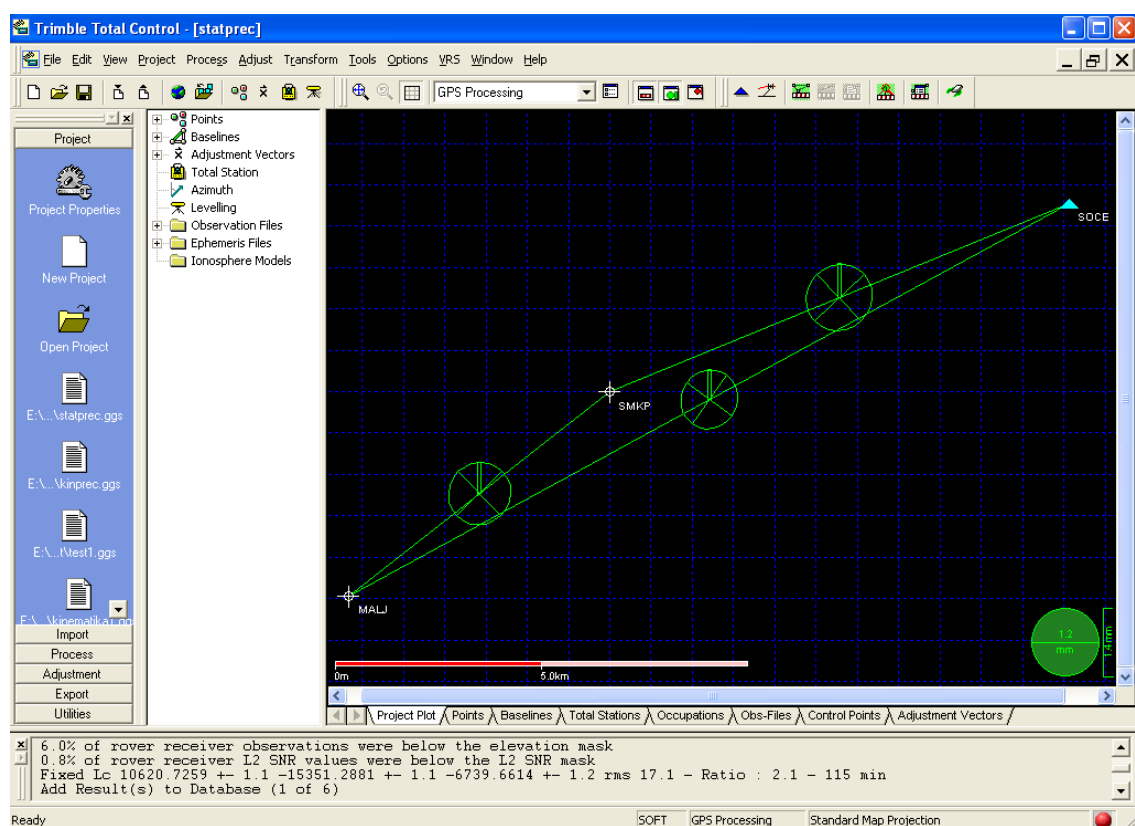 Trimble Total Control - [statprec]
File Edit View Project Process Adjust Transform Tools Options VRS Window Help
GPS Processing
Project
Project Properties
New Project
Open Project
E:\...\statprec.ggs
E:\...\kinprec.ggs
E:\...t\test1.ggs
Import
Process
Adjustment
Export
Utilities
Points
Baselines
Adjustment Vectors
Total Station
Azimuth
Levelling
Observation Files
Ephemeris Files
Ionosphere Models
SOCE
SMKP
MALJ
1.2
mm
1.4mm
0m 5.0km
Project Plot Points Baselines Total Stations Occupations Obs-Files Control Points Adjustment Vectors
6.0% of rover receiver observations were below the elevation mask
0.8% of rover receiver L2 SNR values were below the L2 SNR mask
Fixed Lc 10620.7259 +- 1.1 -15351.2881 +- 1.1 -6739.6614 +- 1.2 rms 17.1 - Ratio : 2.1 - 115 min
Add Result(s) to Database (1 of 6)
Ready SOFT GPS Processing Standard Map Projection